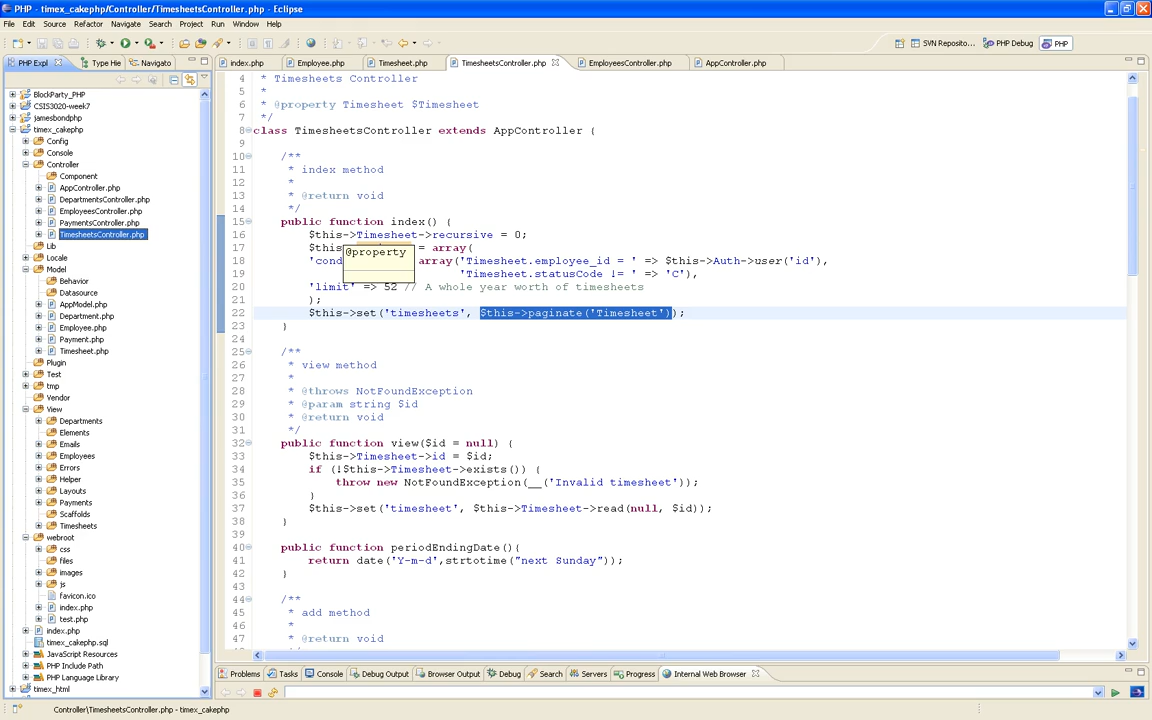 PHP - timex_cakephp/Controller/TimesheetsController.php - Eclipse
File Edit Source Refactor Navigate Search Project Run Window Help
SVN Reposito... PHP Debug PHP
PHP Expl Type Hie Navigato
index.php Employee.php Timesheet.php TimesheetsController.php EmployeesController.php AppController.php
BlockParty_PHP
CSIS3020-week7
jamesbondphp
timex_cakephp
Config
Console
Controller
Component
AppController.php
DepartmentsController.php
EmployeesController.php
PaymentsController.php
TimesheetsController.php
Lib
Locale
Model
Behavior
Datasource
AppModel.php
Department.php
Employee.php
Payment.php
Timesheet.php
Plugin
Test
tmp
Vendor
View
Departments
Elements
Emails
Employees
Errors
Helper
Layouts
Payments
Scaffolds
Timesheets
webroot
css
files
images
js
favicon.ico
index.php
test.php
index.php
timex_cakephp.sql
JavaScript Resources
PHP Include Path
PHP Language Library
timex_html
4 * Timesheets Controller
5 *
6 * @property Timesheet $Timesheet
7 */
8 class TimesheetsController extends AppController {
9
10 /**
11 * index method
12 *
13 * @return void
14 */
15 public function index() {
16 $this->Timesheet->recursive = 0;
17 $this = array(
@property
18 'cond array('Timesheet.employee_id = ' => $this->Auth->user('id'),
19 'Timesheet.statusCode != ' => 'C'),
20 'limit' => 52 // A whole year worth of timesheets
21 );
22 $this->set('timesheets', $this->paginate('Timesheet'));
23 }
24
25 /**
26 * view method
27 *
28 * @throws NotFoundException
29 * @param string $id
30 * @return void
31 */
32 public function view($id = null) {
33 $this->Timesheet->id = $id;
34 if (!$this->Timesheet->exists()) {
35 throw new NotFoundException(__('Invalid timesheet'));
36 }
37 $this->set('timesheet', $this->Timesheet->read(null, $id));
38 }
39
40 public function periodEndingDate(){
41 return date('Y-m-d',strtotime("next Sunday"));
42 }
43
44 /**
45 * add method
46 *
47 * @return void
Problems Tasks Console Debug Output Browser Output Debug Search Servers Progress Internal Web Browser
Controller\TimesheetsController.php - timex_cakephp